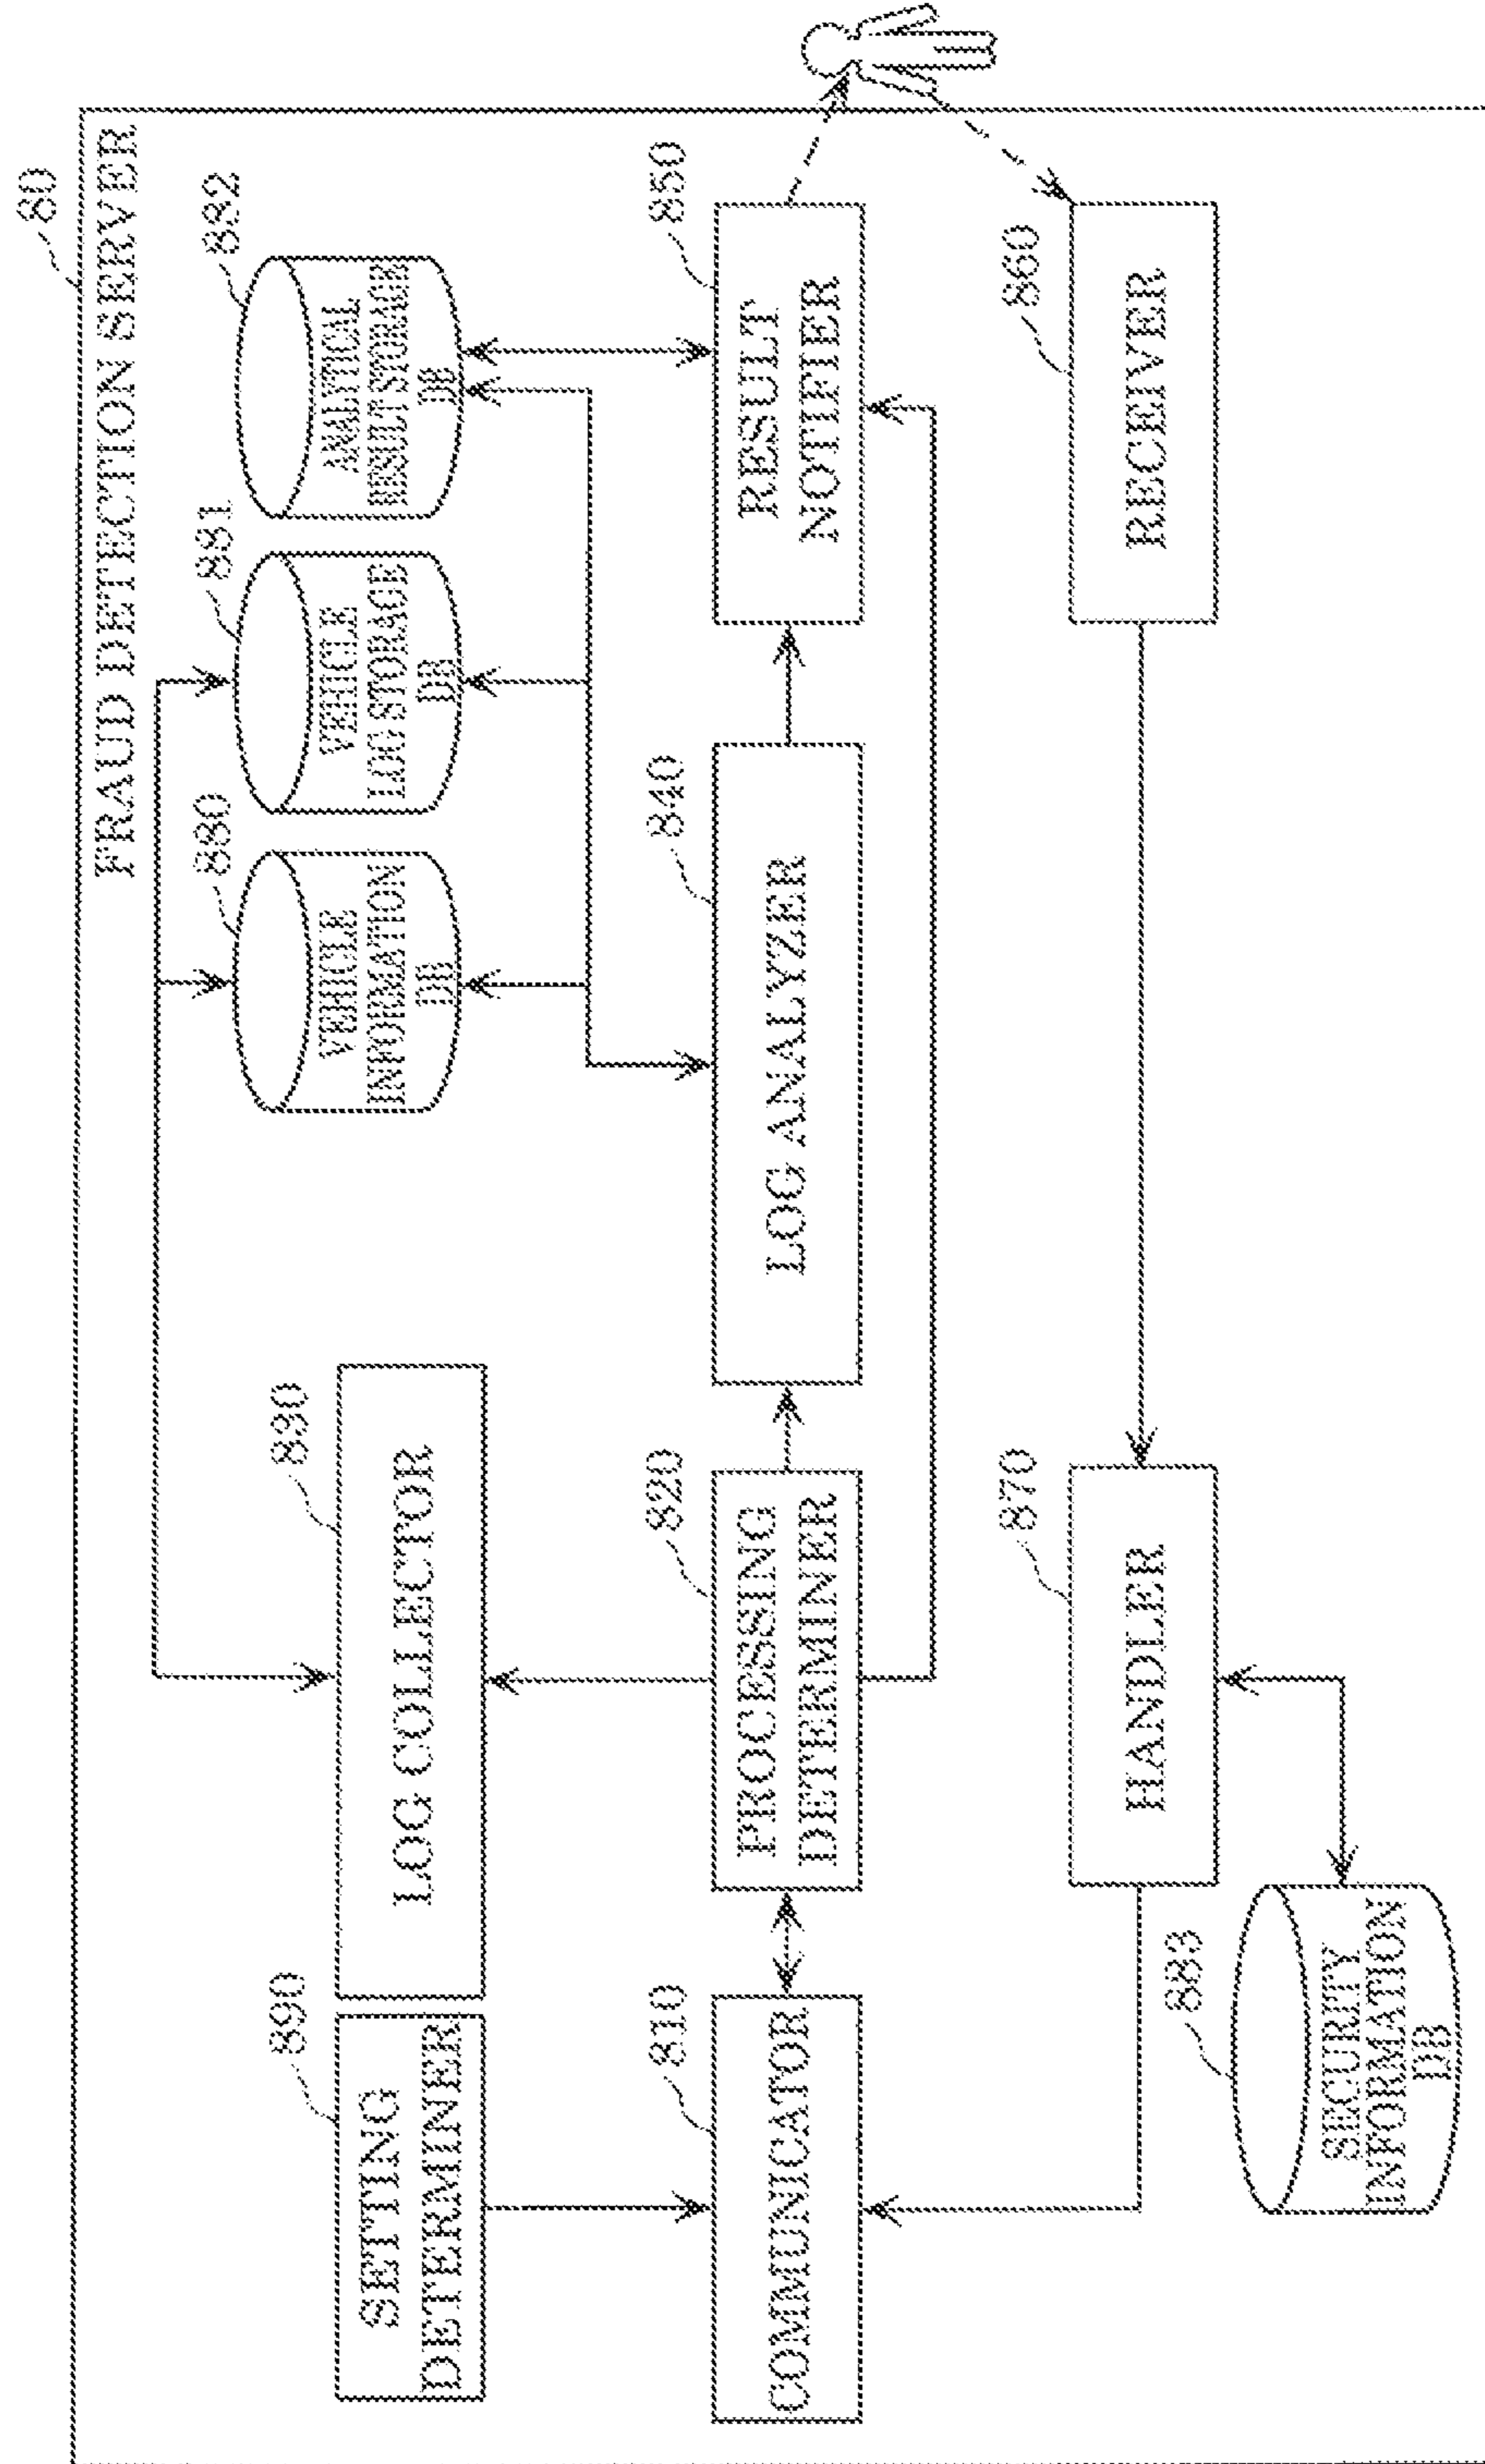 80
FRAUD DETECTION SERVER
890
SETTING
DETERMINER
830
LOG COLLECTOR
880
VEHICLE
INFORMATION
DB
881
VEHICLE
LOG STORAGE
DB
882
ANALYTICAL
RESULT STORAGE
DB
810
COMMUNICATOR
820
PROCESSING
DETERMINER
840
LOG ANALYZER
850
RESULT
NOTIFIER
883
SECURITY
INFORMATION
DB
870
HANDLER
860
RECEIVER